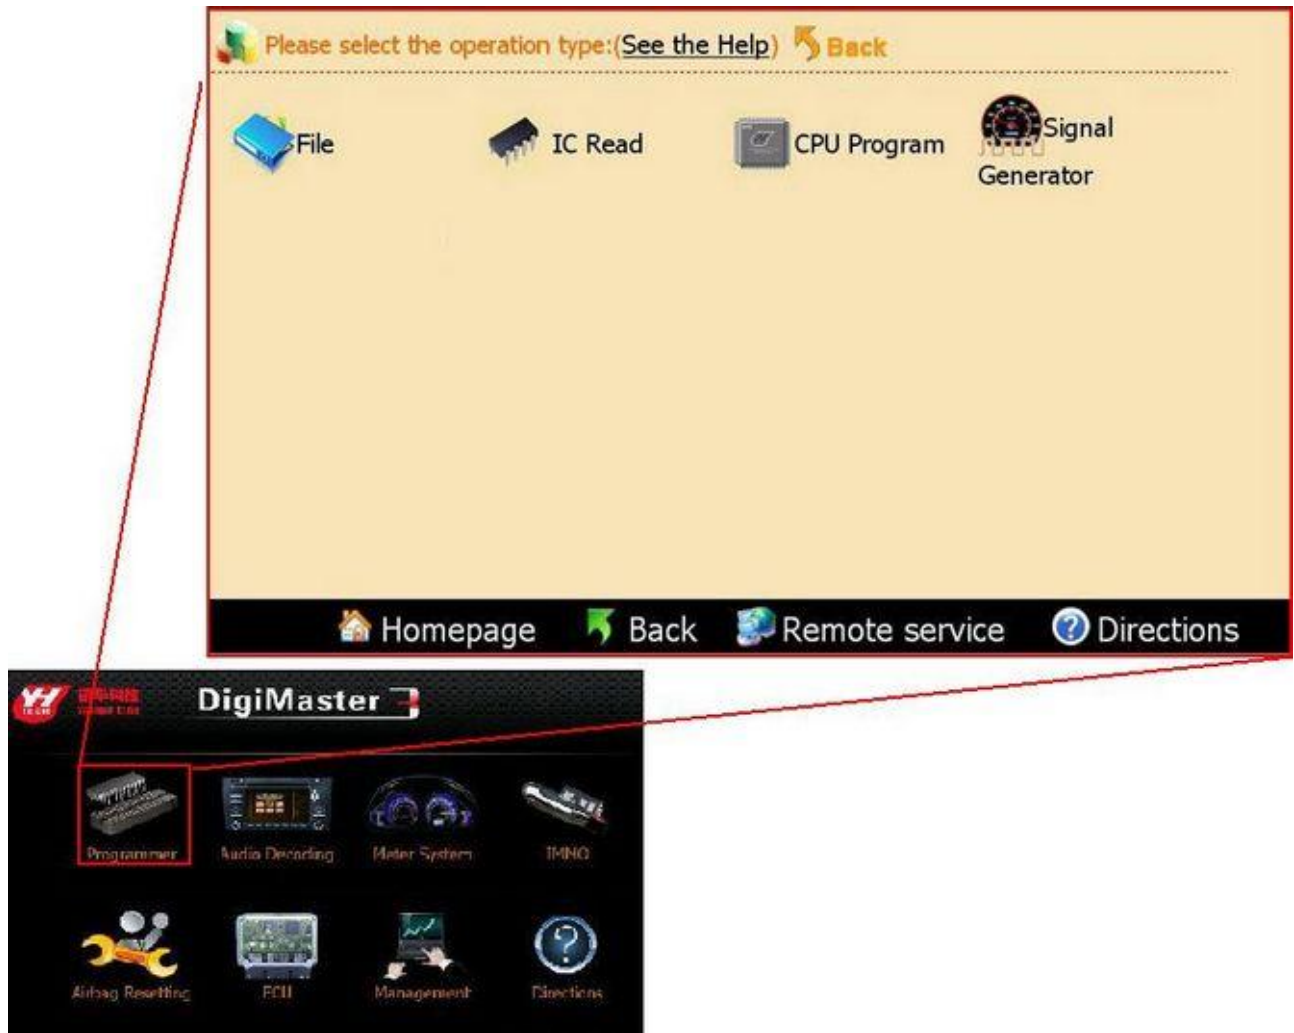 Please select the operation type:(See the Help) Back
File
IC Read
CPU Program
Signal
Generator
Homepage
Back
Remote service
Directions
DigiMaster 3
Programmer
Audio Decoding
Meter System
IMMO
Airbag Resetting
ECU
Management
Directions